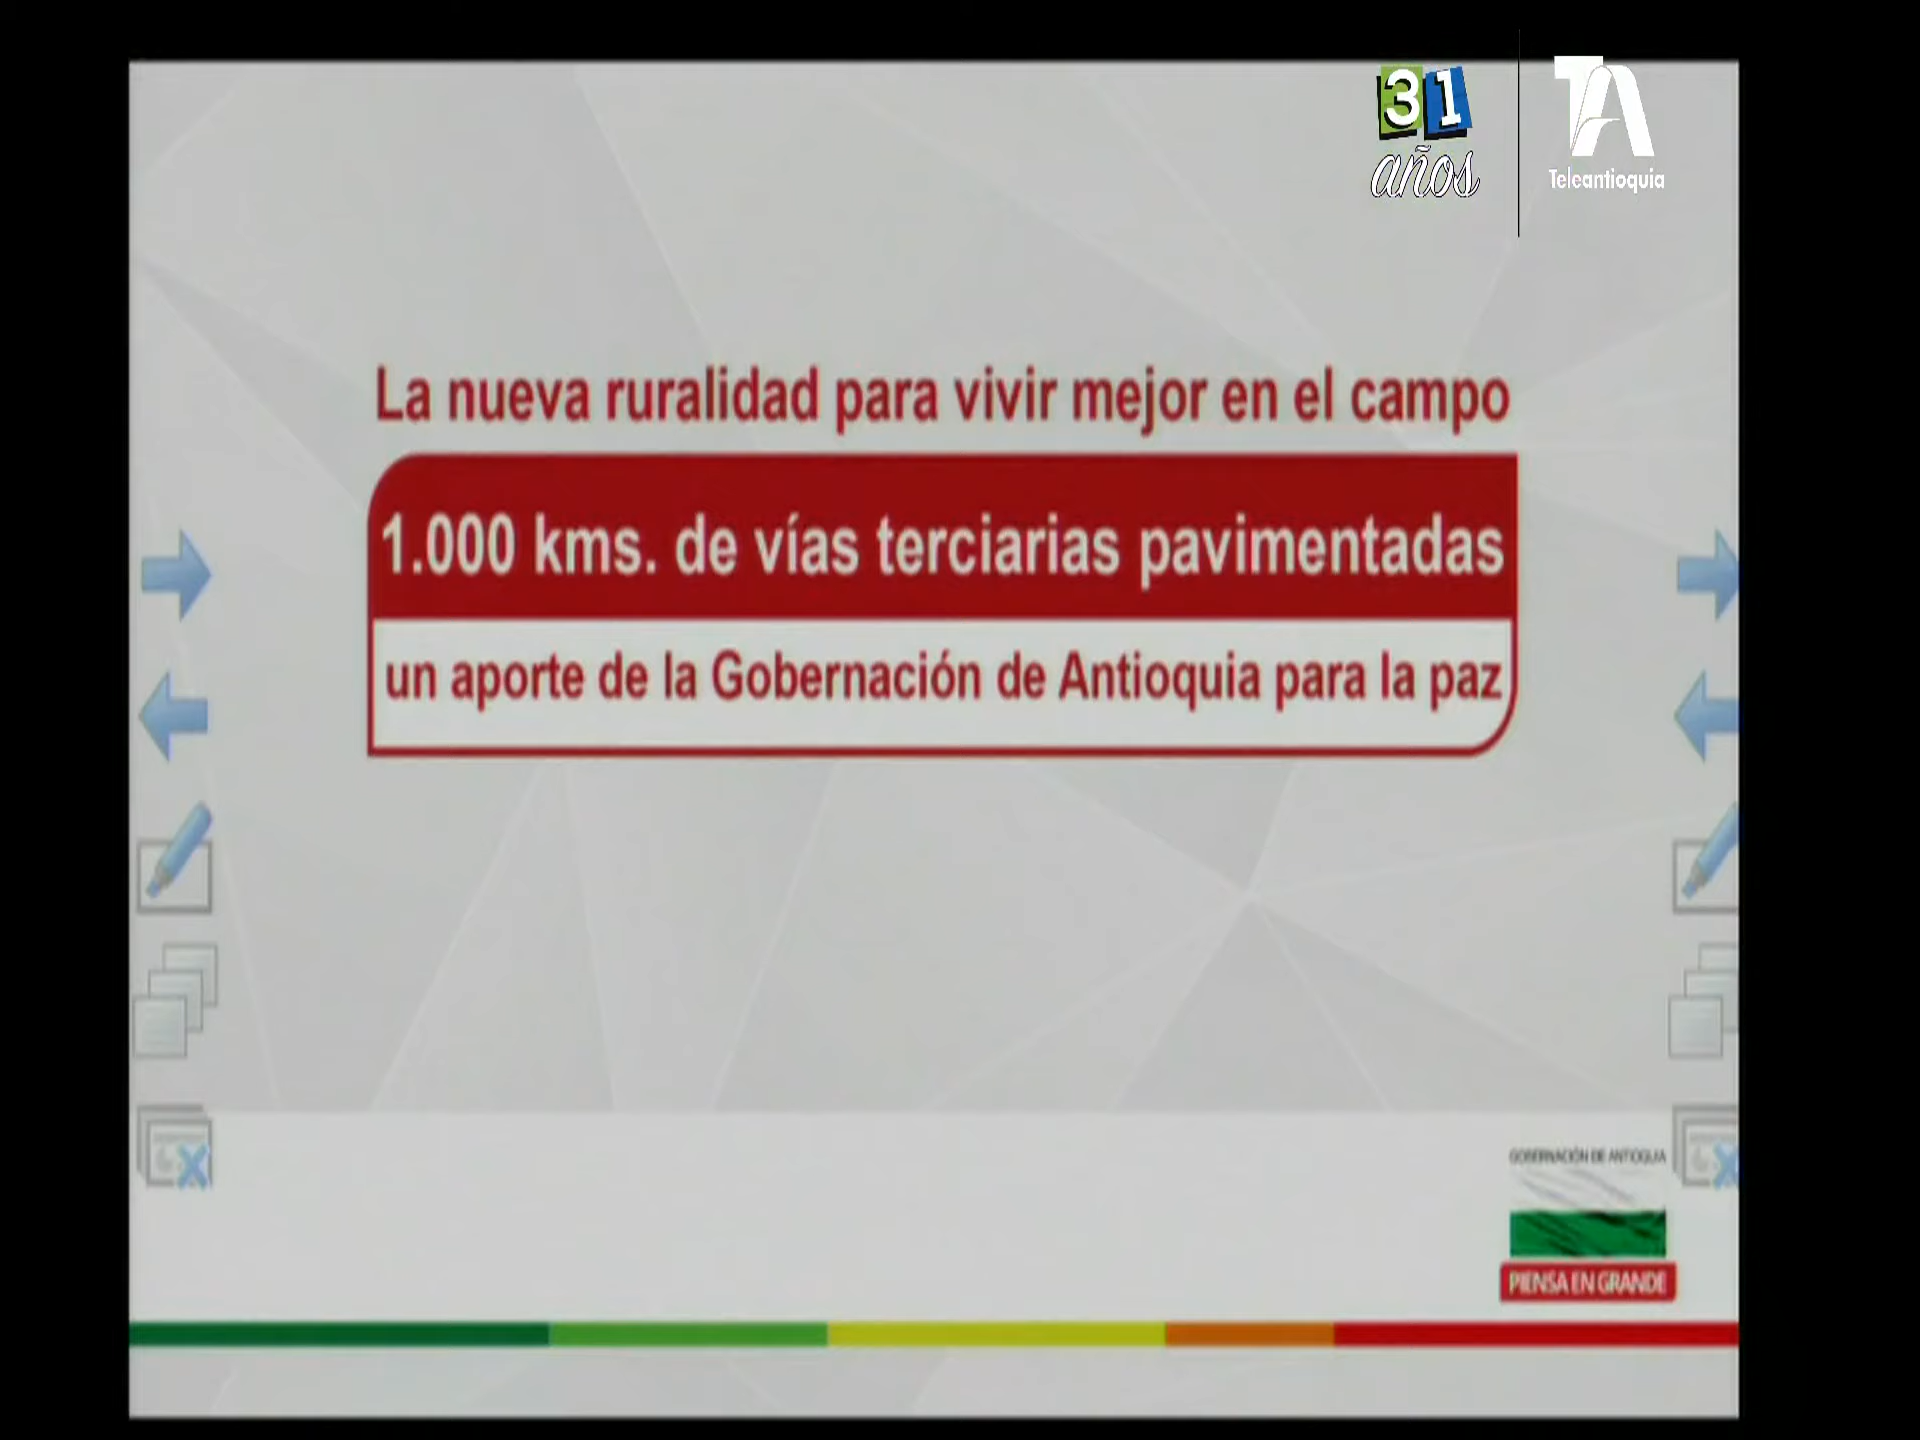 31
años
TA
Teleantioquia
La nueva ruralidad para vivir mejor en el campo
1.000 kms. de vías terciarias pavimentadas
un aporte de la Gobernación de Antioquia para la paz
GOBERNACIÓN DE ANTIOQUIA
PIENSA EN GRANDE